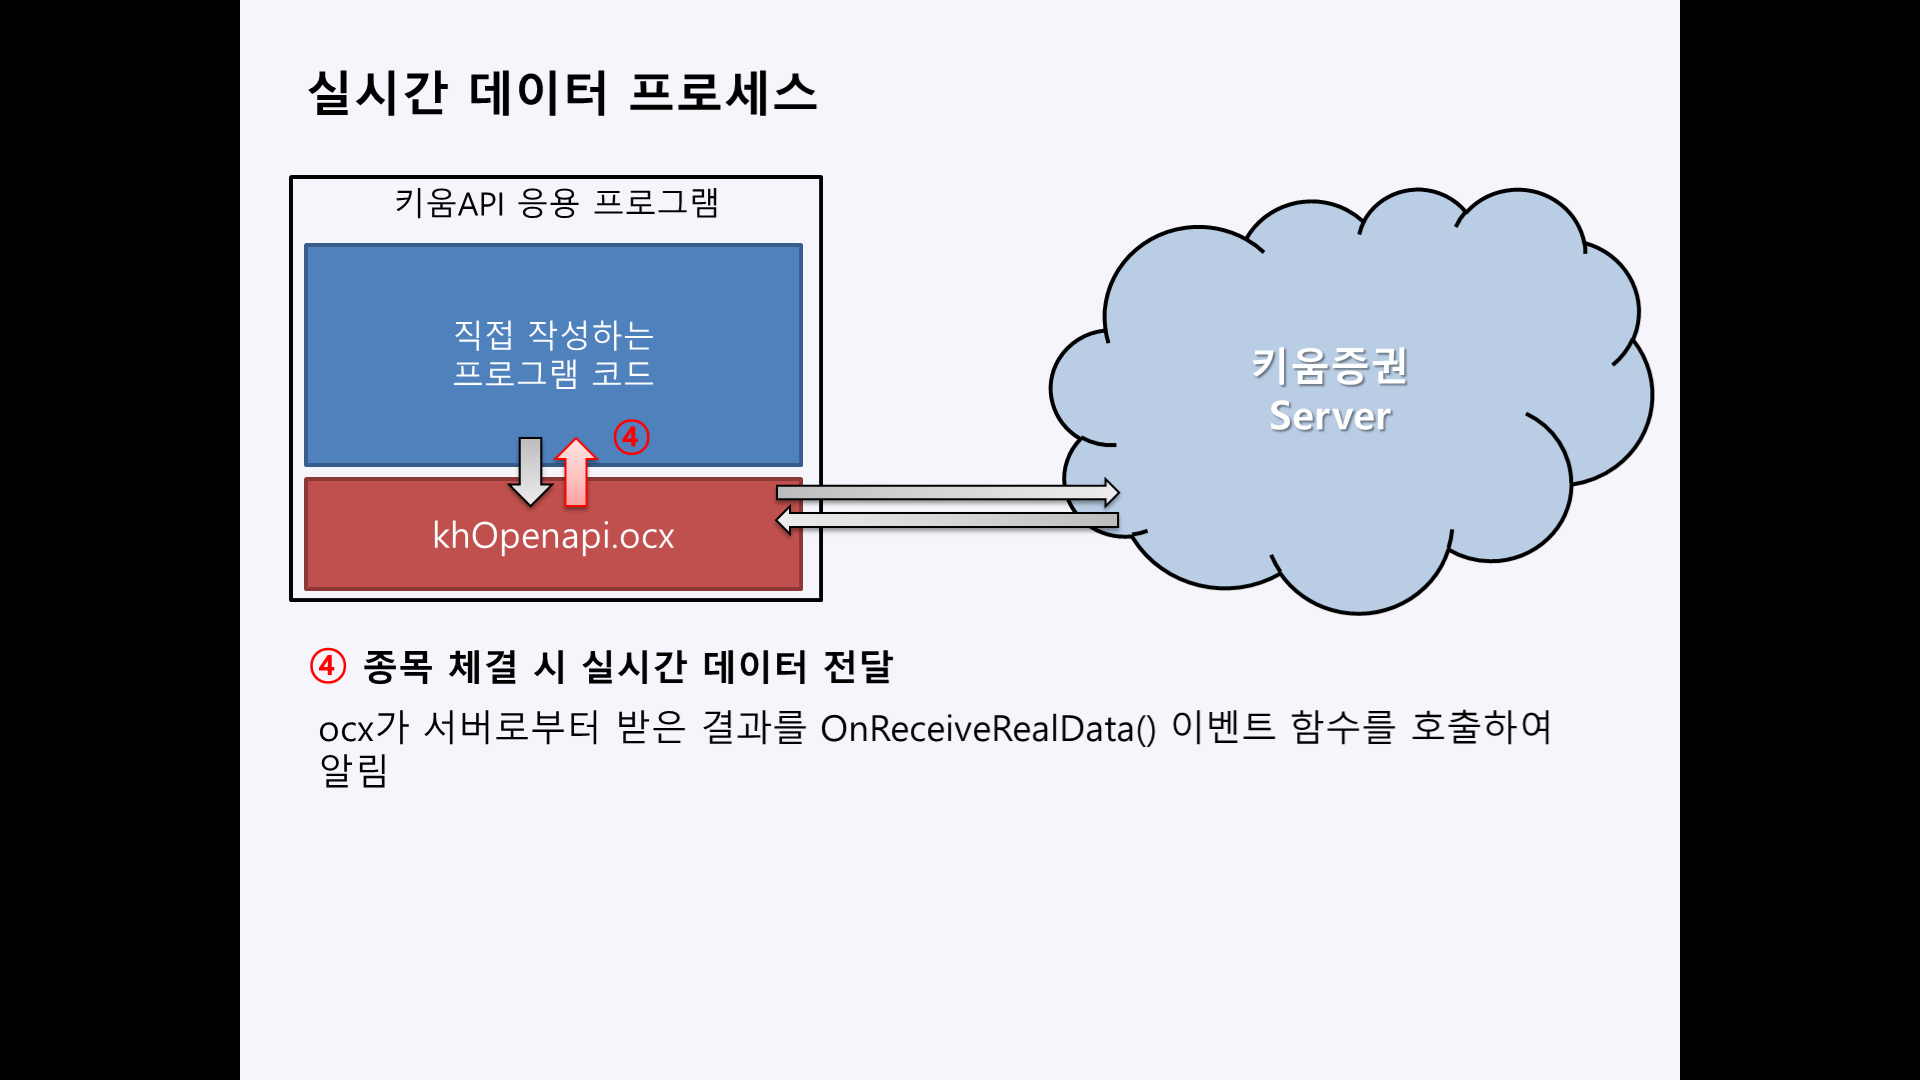 실시간 데이터 프로세스
키움API 응용 프로그램
직접 작성하는
프로그램 코드
④
khOpenapi.ocx
키움증권
Server
④ 종목 체결 시 실시간 데이터 전달
ocx가 서버로부터 받은 결과를 OnReceiveRealData() 이벤트 함수를 호출하여
알림